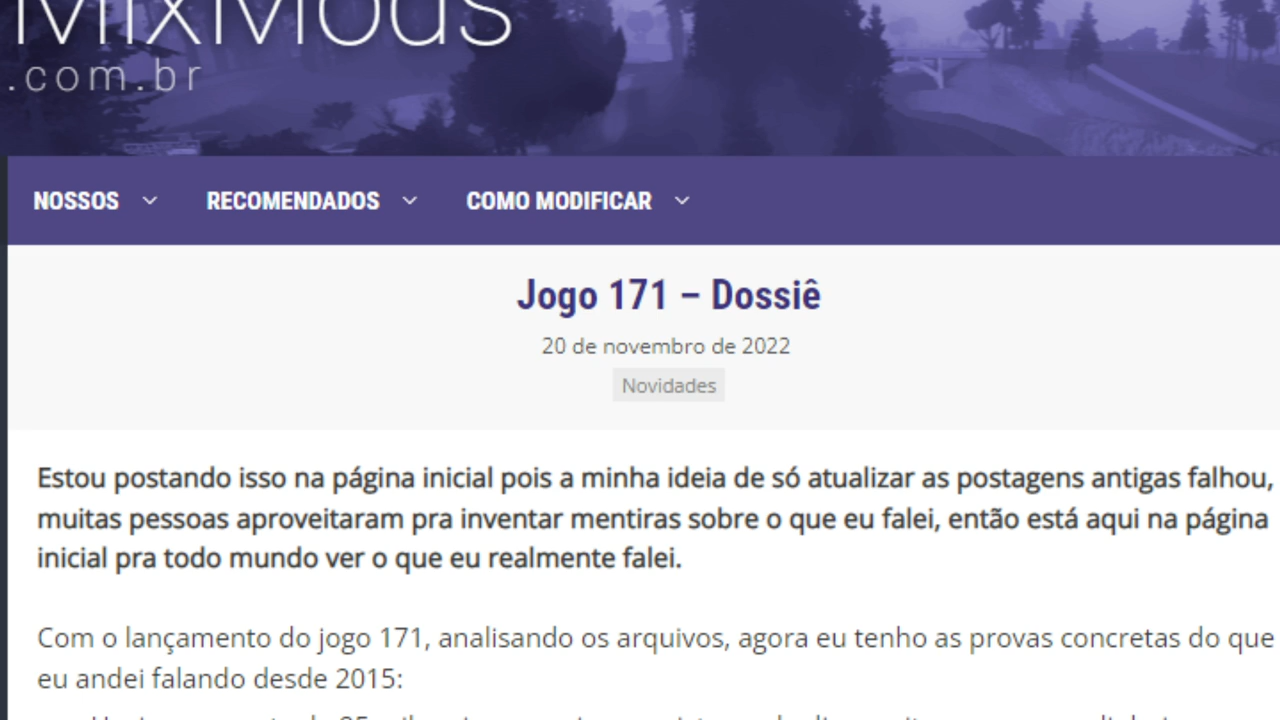 MixMods
.com.br
NOSSOS RECOMENDADOS COMO MODIFICAR
Jogo 171 – Dossiê
20 de novembro de 2022
Novidades
Estou postando isso na página inicial pois a minha ideia de só atualizar as postagens antigas falhou,
muitas pessoas aproveitaram pra inventar mentiras sobre o que eu falei, então está aqui na página
inicial pra todo mundo ver o que eu realmente falei.
Com o lançamento do jogo 171, analisando os arquivos, agora eu tenho as provas concretas do que
eu andei falando desde 2015: